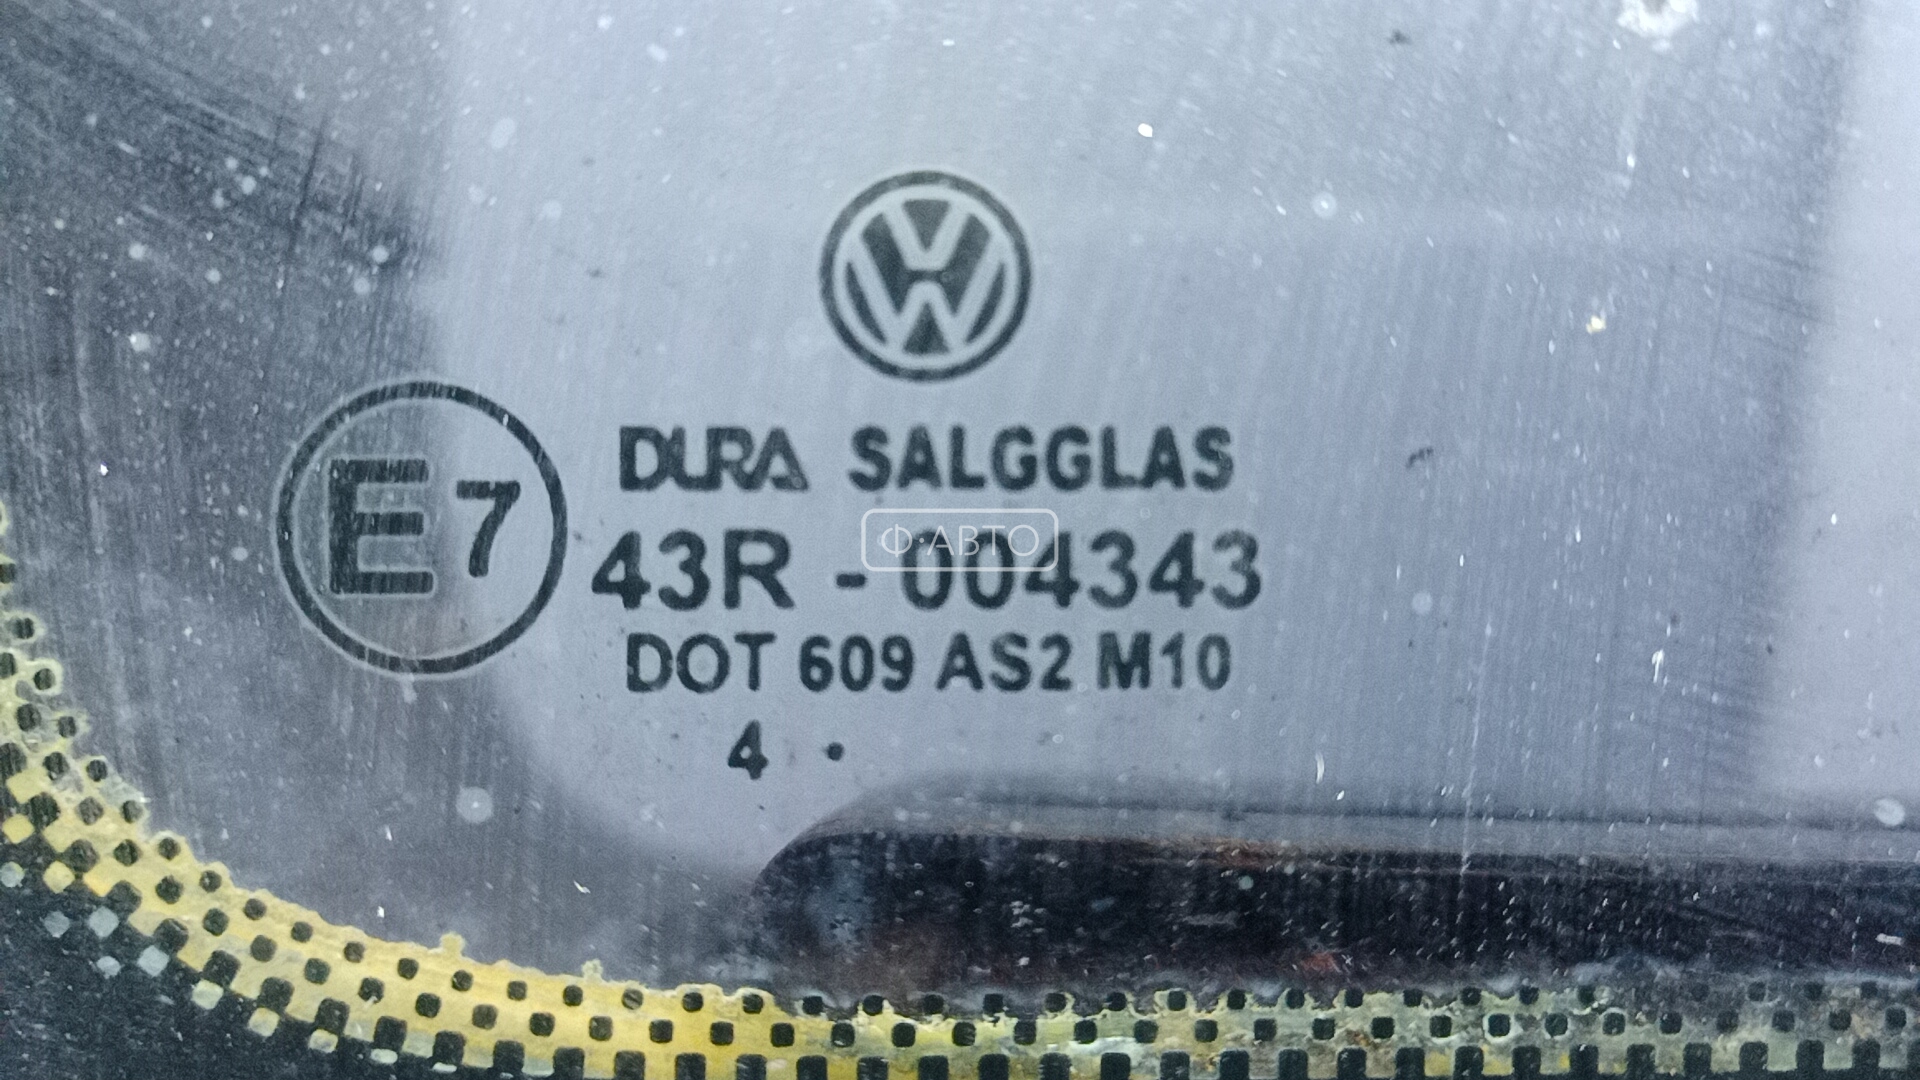 E7
DURA SALGGLAS
43R - 004343
Ф·АВТО
DOT 609 AS2 M10
4 •